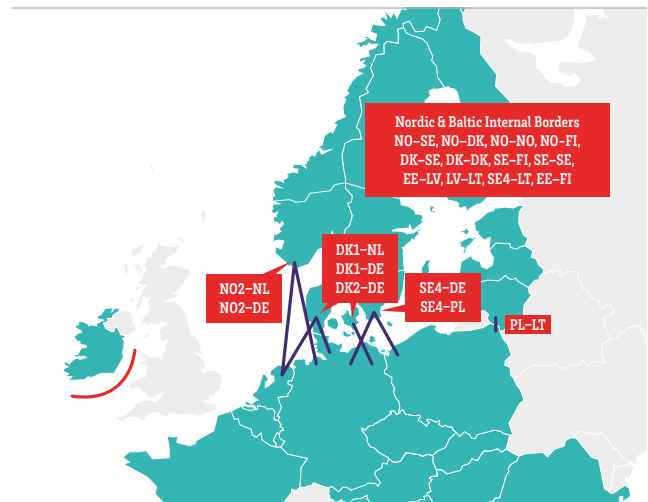 Nordic & Baltic Internal Borders
NO–SE, NO–DK, NO–NO, NO–FI,
DK–SE, DK–DK, SE–FI, SE–SE,
EE–LV, LV–LT, SE4–LT, EE–FI
DK1–NL
DK1–DE
DK2–DE
NO2–NL
NO2–DE
SE4–DE
SE4–PL
PL–LT